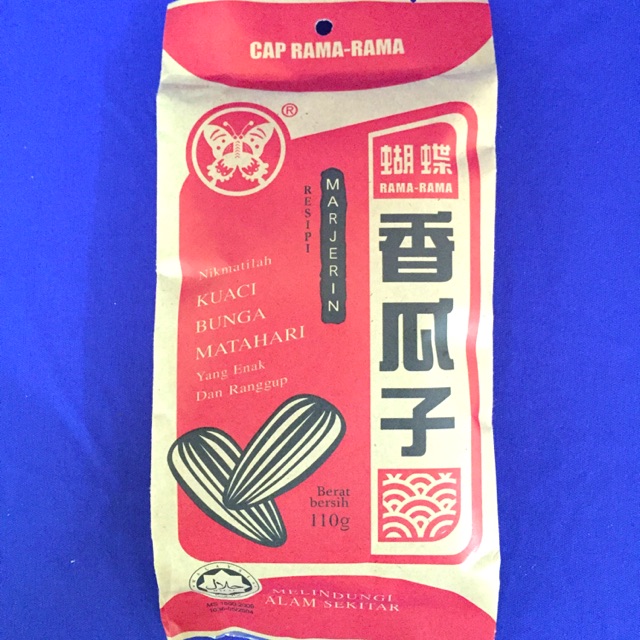 CAP RAMA-RAMA
®
蝴蝶
RAMA-RAMA
香瓜子
RESIPI
MARJERIN
Nikmatilah
KUACI
BUNGA
MATAHARI
Yang Enak
Dan Ranggup
Berat
bersih
110g
حلال
MELINDUNGI
ALAM SEKITAR